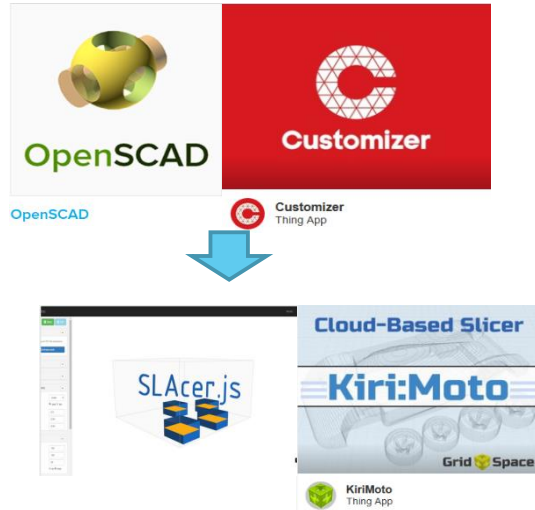 OpenSCAD
Customizer
OpenSCAD
Customizer
Thing App
SLAcer.js
Cloud-Based Slicer
Kiri:Moto
Grid Space
KiriMoto
Thing App